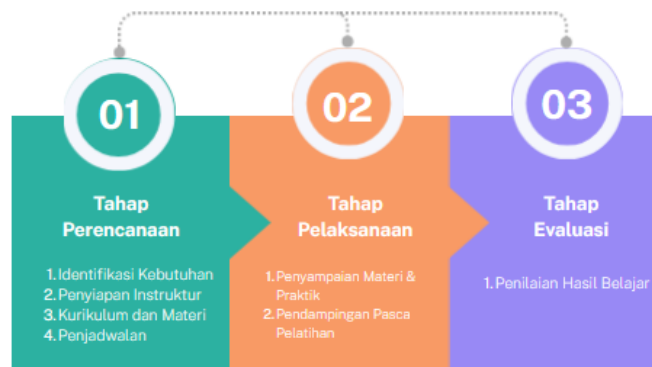 01
Tahap
Perencanaan
1. Identifikasi Kebutuhan
2. Penyiapan Instruktur
3. Kurikulum dan Materi
4. Penjadwalan
02
Tahap
Pelaksanaan
1. Penyampaian Materi &
Praktik
2. Pendampingan Pasca
Pelatihan
03
Tahap
Evaluasi
1. Penilaian Hasil Belajar